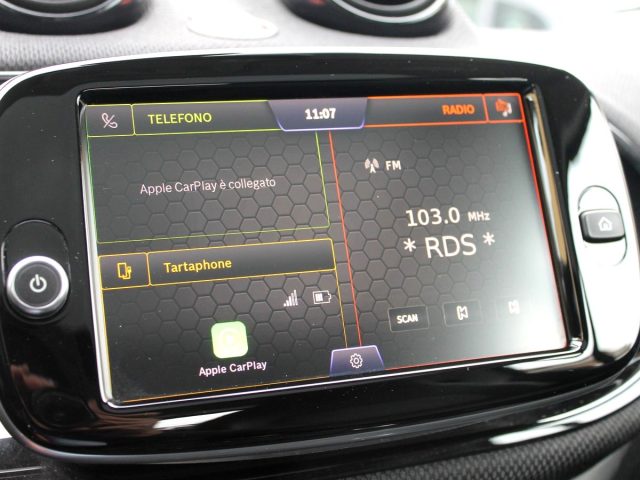 TELEFONO
11:07
RADIO
Apple CarPlay è collegato
FM
103.0 MHz
* RDS *
Tartaphone
SCAN
Apple CarPlay